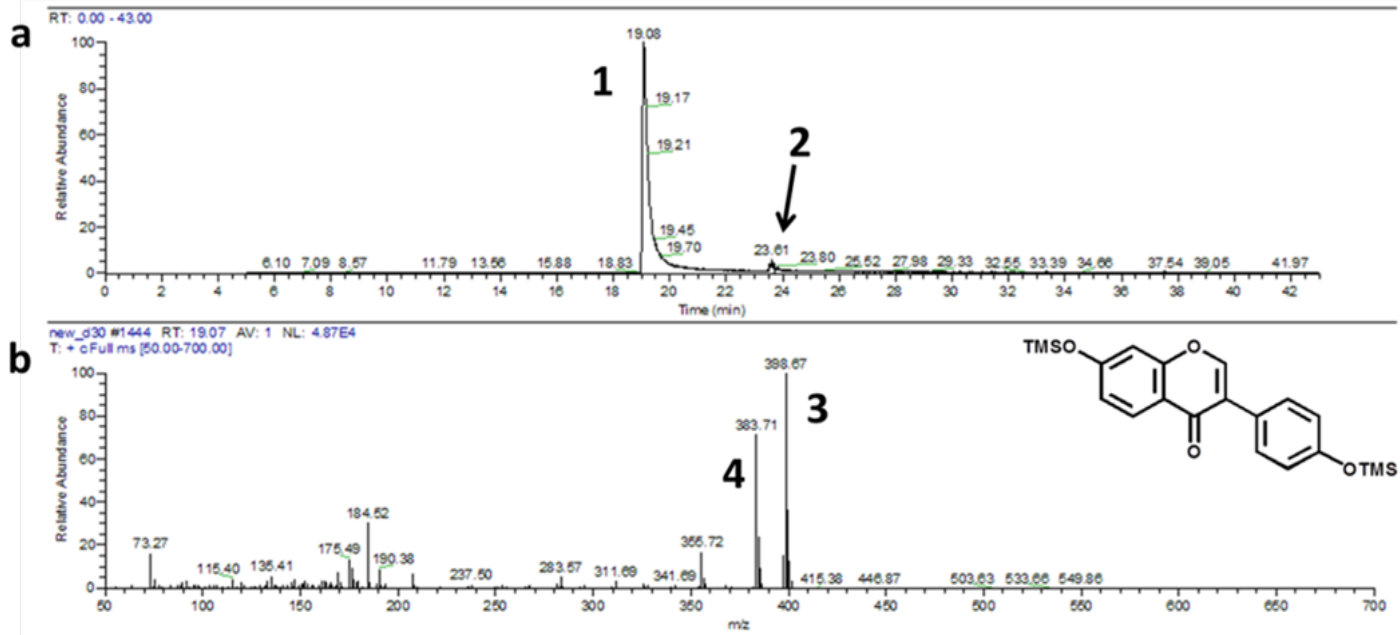 a
RT: 0.00 - 43.00
Relative Abundance
100
80
60
40
20
0
1
19.08
19.17
19.21
19.45
19.70
2
23.61
23.80
6.10 7.09 8.57 11.79 13.56 15.88 18.83 25.52 27.98 29.33 32.55 33.39 34.66 37.54 39.05 41.97
0 2 4 6 8 10 12 14 16 18 20 22 24 26 28 30 32 34 36 38 40 42
Time (min)
b
new_d30 #1444 RT: 19.07 AV: 1 NL: 4.87E4
T: + c Full ms [50.00-700.00]
Relative Abundance
100
80
60
40
20
0
398.67
3
383.71
4
184.52
73.27
115.40
135.41
175.49
190.38
237.50
283.57
311.69
341.69
355.72
415.38 446.87 503.63 533.66 549.86
50 100 150 200 250 300 350 400 450 500 550 600 650 700
m/z
TMSO
O
O
OTMS